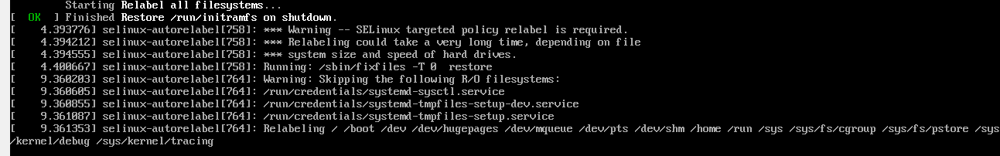 Starting Relabel all filesystems...
[  OK  ] Finished Restore /run/initramfs on shutdown.
[    4.393776] selinux-autorelabel[758]: *** Warning -- SELinux targeted policy relabel is required.
[    4.394212] selinux-autorelabel[758]: *** Relabeling could take a very long time, depending on file
[    4.394555] selinux-autorelabel[758]: *** system size and speed of hard drives.
[    4.400667] selinux-autorelabel[758]: Running: /sbin/fixfiles -T 0  restore
[    9.360203] selinux-autorelabel[764]: Warning: Skipping the following R/O filesystems:
[    9.360605] selinux-autorelabel[764]: /run/credentials/systemd-sysctl.service
[    9.360855] selinux-autorelabel[764]: /run/credentials/systemd-tmpfiles-setup-dev.service
[    9.361087] selinux-autorelabel[764]: /run/credentials/systemd-tmpfiles-setup.service
[    9.361353] selinux-autorelabel[764]: Relabeling / /boot /dev /dev/hugepages /dev/mqueue /dev/pts /dev/shm /home /run /sys /sys/fs/cgroup /sys/fs/pstore /sys
/kernel/debug /sys/kernel/tracing